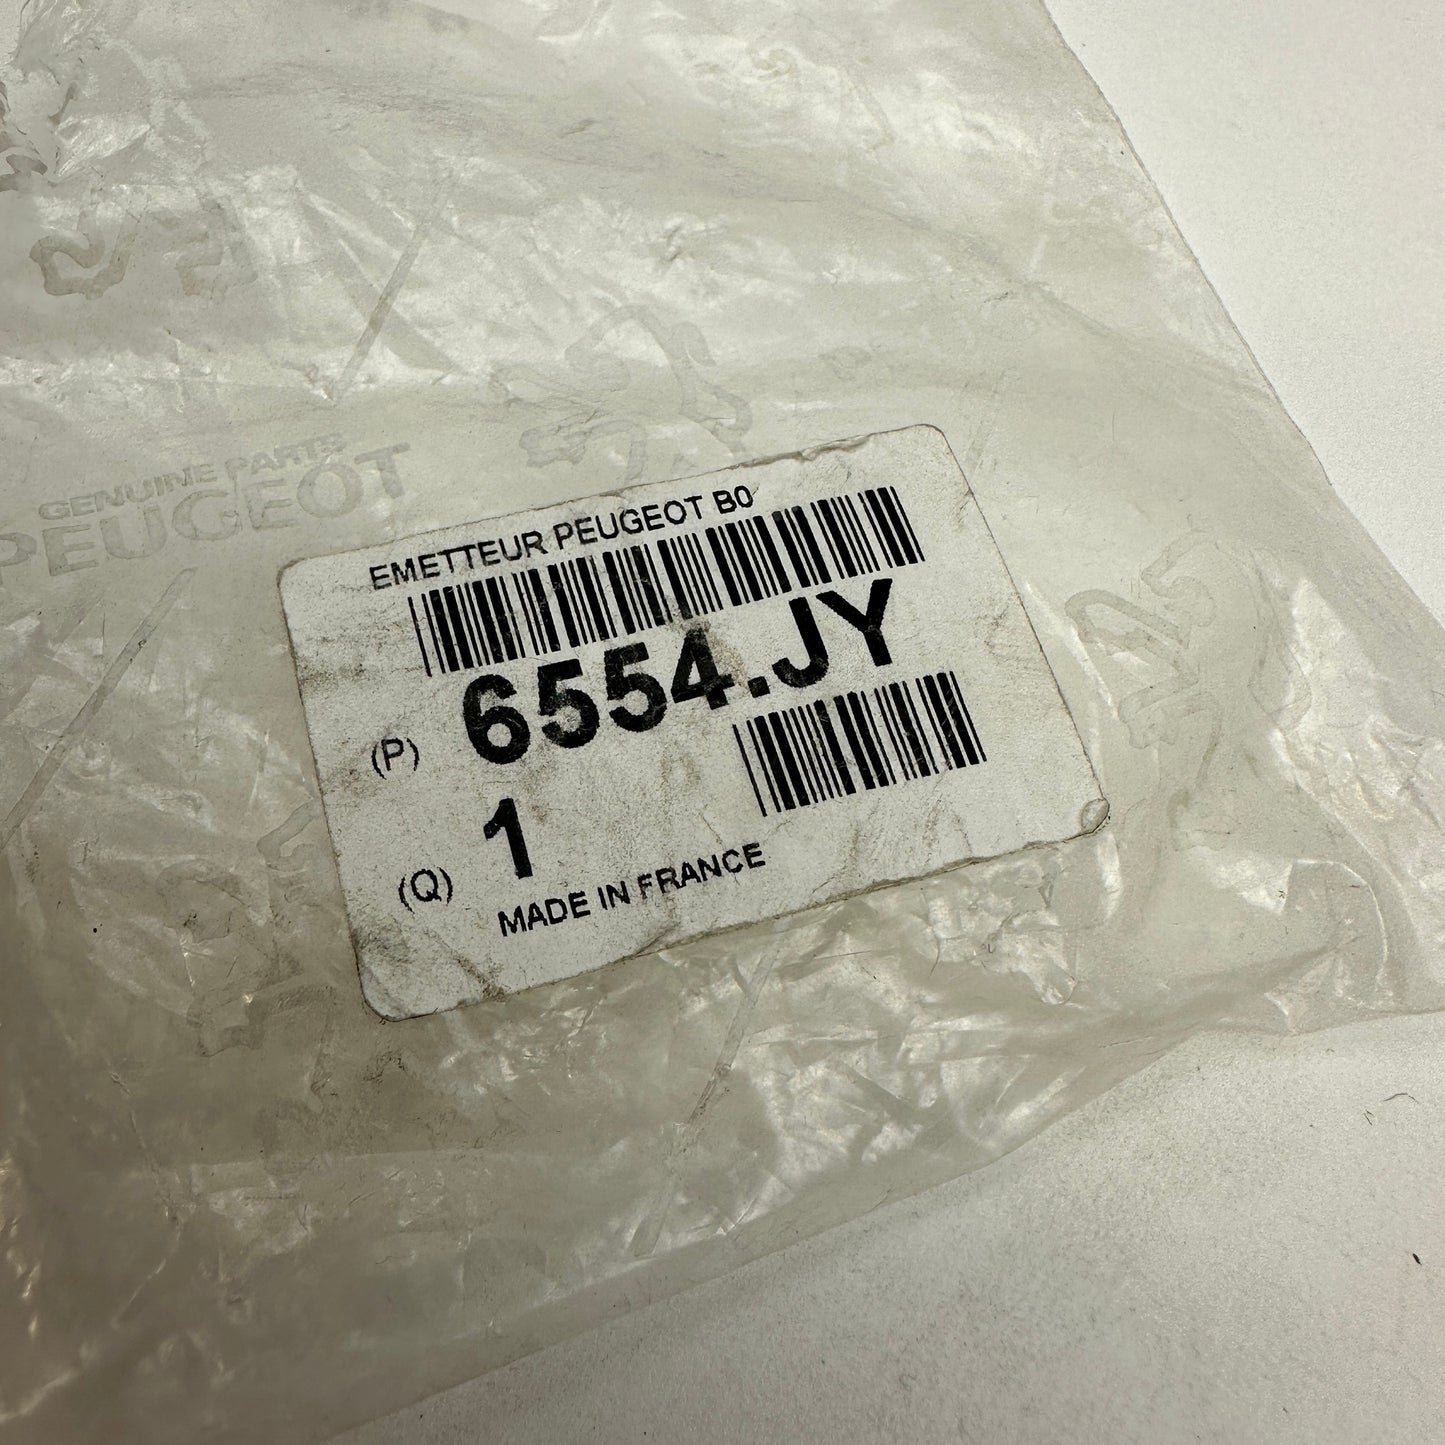 GENUINE PARTS
PEUGEOT
EMETTEUR PEUGEOT B0
(P) 6554.JY
(Q) 1
MADE IN FRANCE